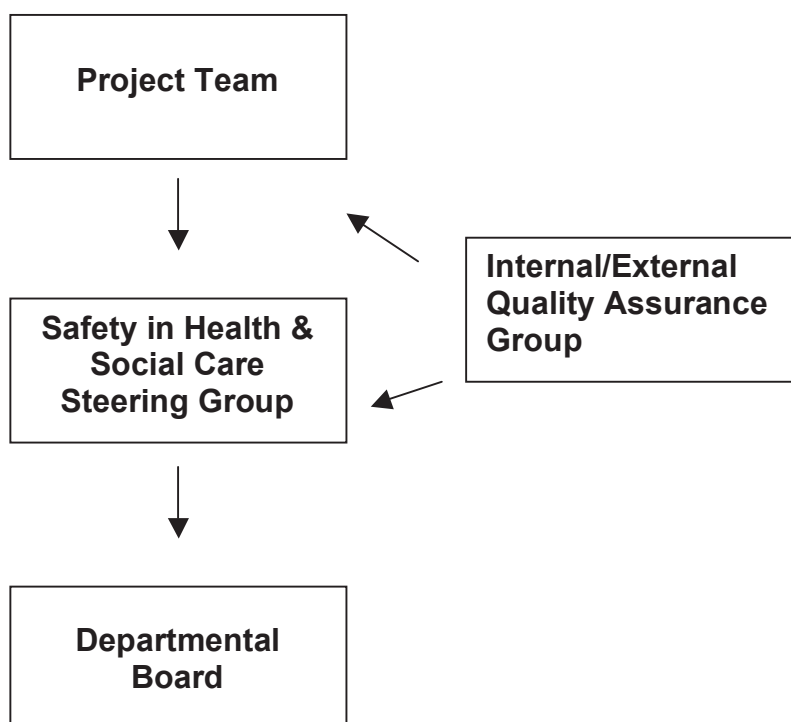 Project Team
Internal/External
Quality Assurance
Group
Safety in Health &
Social Care
Steering Group
Departmental
Board